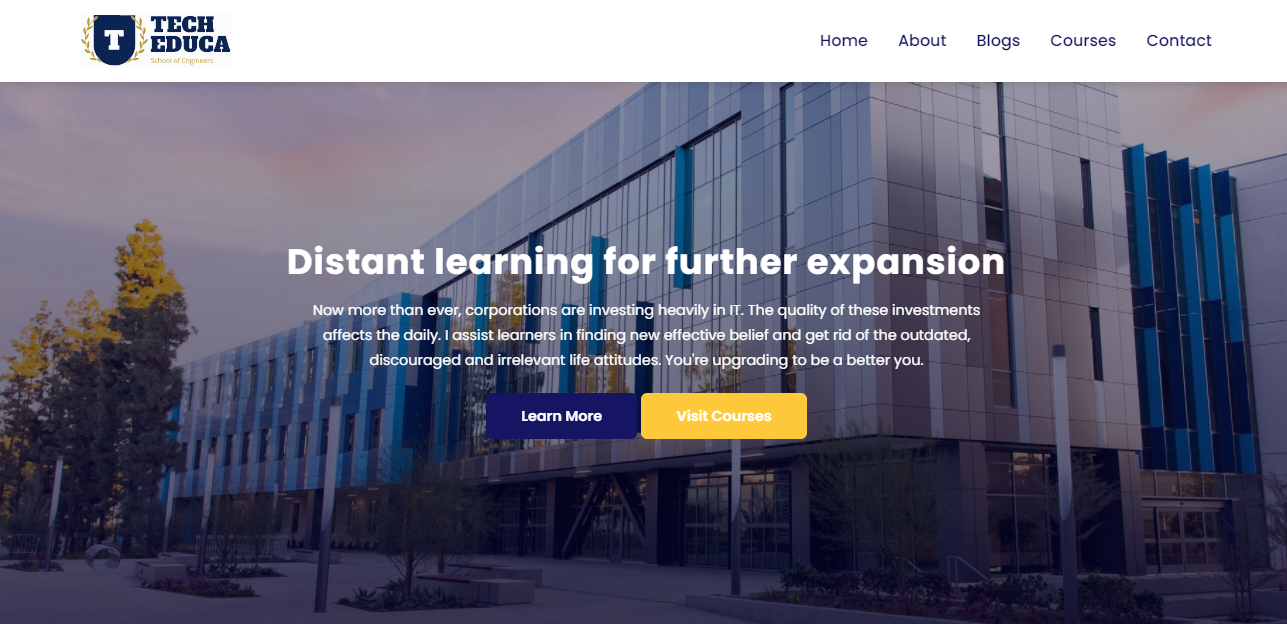 T
TECH
EDUCA
School of Engineers
Home About Blogs Courses Contact
Distant learning for further expansion
Now more than ever, corporations are investing heavily in IT. The quality of these investments
affects the daily. I assist learners in finding new effective belief and get rid of the outdated,
discouraged and irrelevant life attitudes. You're upgrading to be a better you.
Learn More Visit Courses